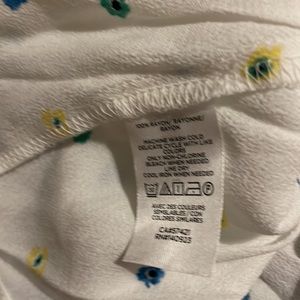 100% RAYON/ RAYONNE/
RAYON
MACHINE WASH COLD
DELICATE CYCLE WITH LIKE
COLORS
ONLY NON-CHLORINE
BLEACH WHEN NEEDED
LINE DRY
COOL IRON WHEN NEEDED
AVEC DES COULEURS
SEMBLABLES / CON
COLORES SIMILARES
CA#57421
RN#140923